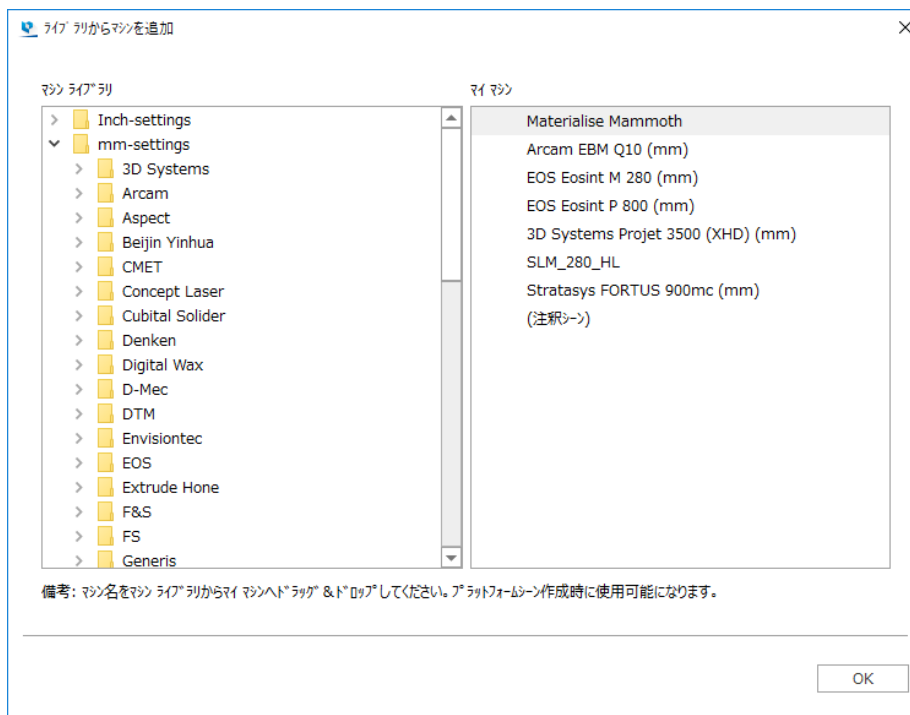 ﾗｲﾌﾞﾗﾘからﾏｼﾝを追加
ﾏｼﾝ ﾗｲﾌﾞﾗﾘ
ﾏｲ ﾏｼﾝ
Inch-settings
mm-settings
3D Systems
Arcam
Aspect
Beijin Yinhua
CMET
Concept Laser
Cubital Solider
Denken
Digital Wax
D-Mec
DTM
Envisiontec
EOS
Extrude Hone
F&S
FS
Generis
Materialise Mammoth
Arcam EBM Q10 (mm)
EOS Eosint M 280 (mm)
EOS Eosint P 800 (mm)
3D Systems Projet 3500 (XHD) (mm)
SLM_280_HL
Stratasys FORTUS 900mc (mm)
(注釈ｼｰﾝ)
備考: ﾏｼﾝ名をﾏｼﾝ ﾗｲﾌﾞﾗﾘからﾏｲ ﾏｼﾝへﾄﾞﾗｯｸﾞ&ﾄﾞﾛｯﾌﾟしてください。ﾌﾟﾗｯﾄﾌｫｰﾑｼｰﾝ作成時に使用可能になります。
OK